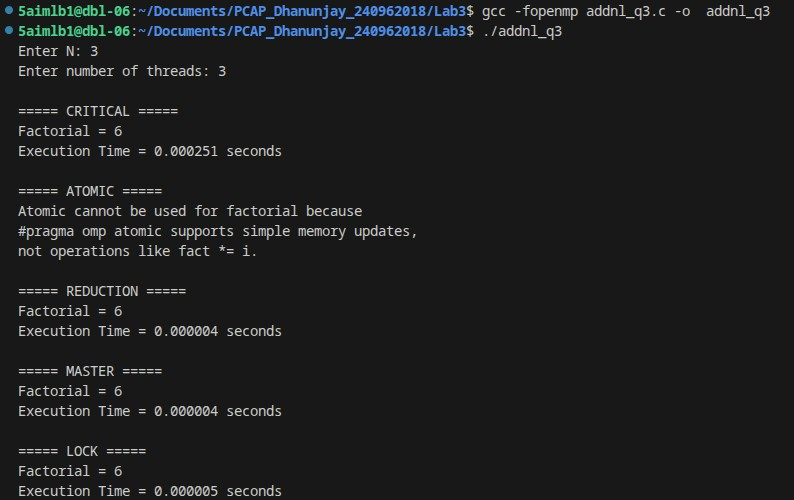 5aimlb1@dbl-06:~/Documents/PCAP_Dhanunjay_240962018/Lab3$ gcc -fopenmp addnl_q3.c -o  addnl_q3
5aimlb1@dbl-06:~/Documents/PCAP_Dhanunjay_240962018/Lab3$ ./addnl_q3
Enter N: 3
Enter number of threads: 3

===== CRITICAL =====
Factorial = 6
Execution Time = 0.000251 seconds

===== ATOMIC =====
Atomic cannot be used for factorial because
#pragma omp atomic supports simple memory updates,
not operations like fact *= i.

===== REDUCTION =====
Factorial = 6
Execution Time = 0.000004 seconds

===== MASTER =====
Factorial = 6
Execution Time = 0.000004 seconds

===== LOCK =====
Factorial = 6
Execution Time = 0.000005 seconds